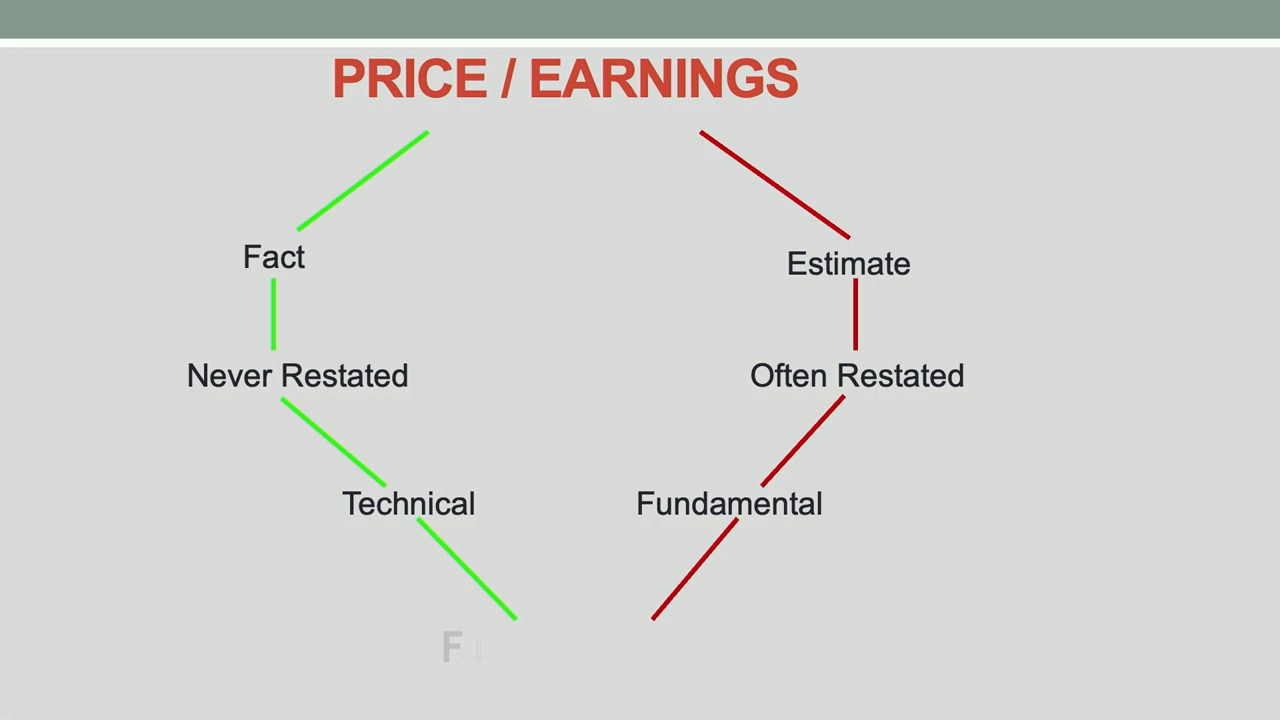 PRICE / EARNINGS
Fact
Estimate
Never Restated
Often Restated
Technical
Fundamental